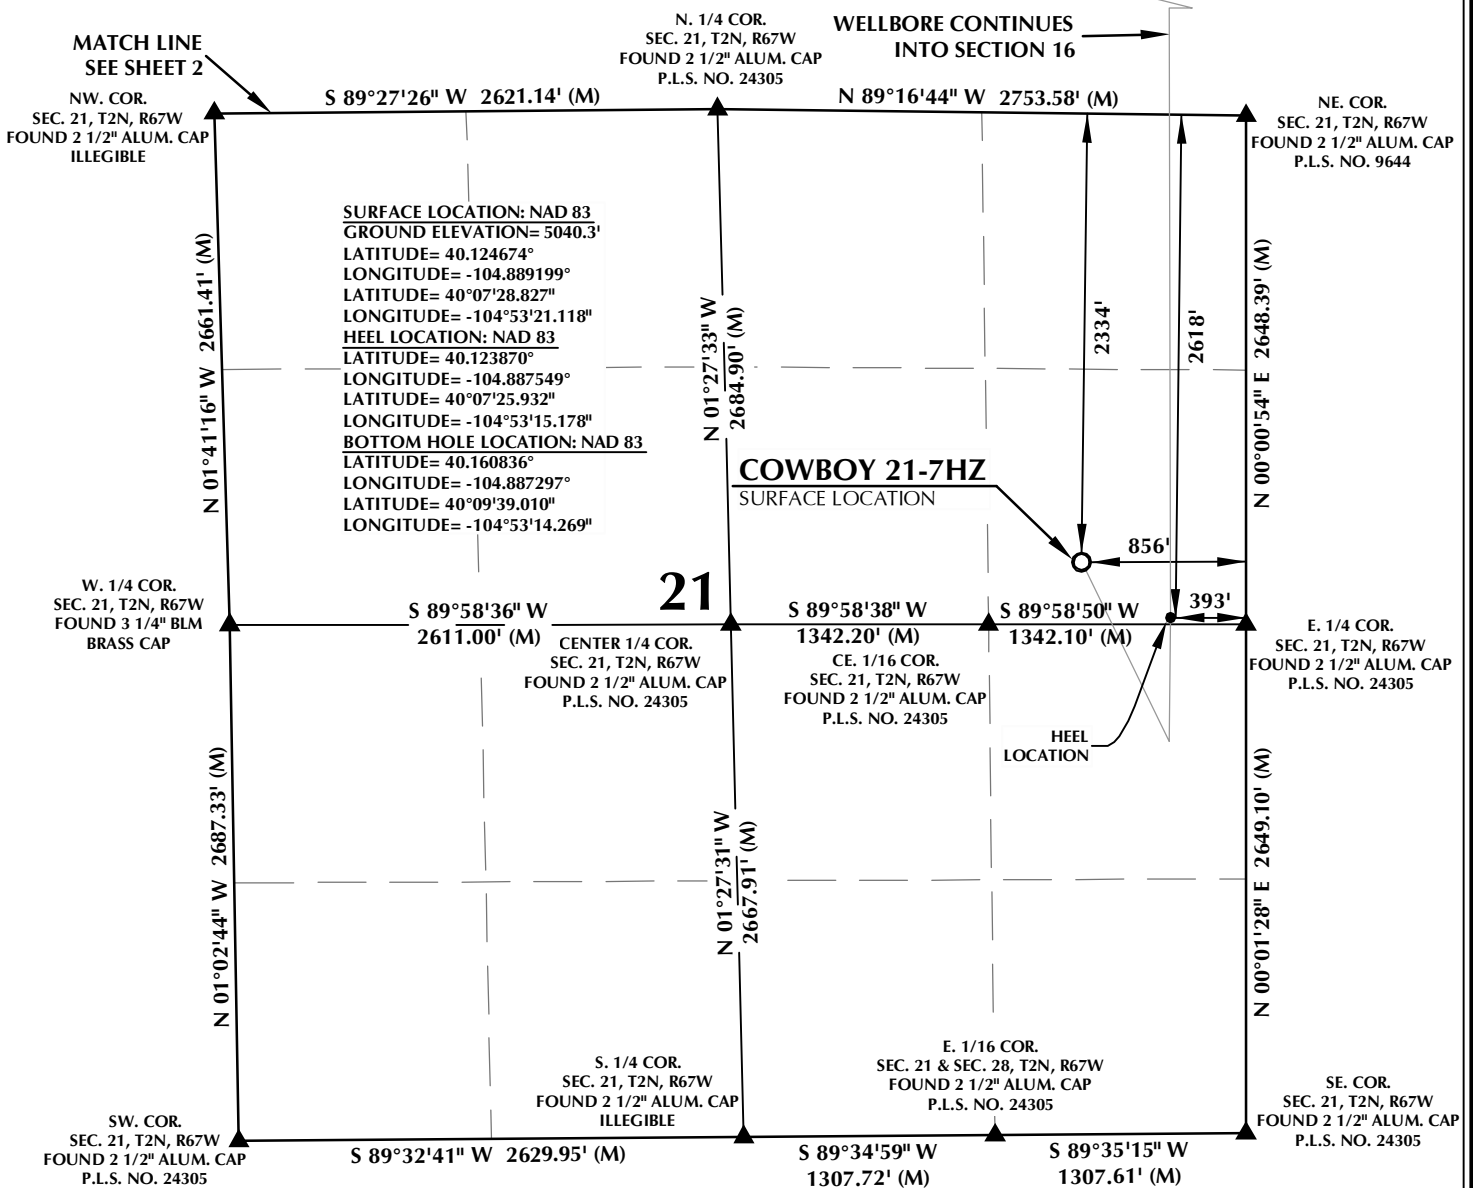 MATCH LINE
SEE SHEET 2
N. 1/4 COR.
SEC. 21, T2N, R67W
FOUND 2 1/2" ALUM. CAP
P.L.S. NO. 24305
WELLBORE CONTINUES
INTO SECTION 16
NW. COR.
SEC. 21, T2N, R67W
FOUND 2 1/2" ALUM. CAP
ILLEGIBLE
S 89°27'26" W 2621.14' (M)
N 89°16'44" W 2753.58' (M)
NE. COR.
SEC. 21, T2N, R67W
FOUND 2 1/2" ALUM. CAP
P.L.S. NO. 9644
SURFACE LOCATION: NAD 83
GROUND ELEVATION= 5040.3'
LATITUDE= 40.124674°
LONGITUDE= -104.889199°
LATITUDE= 40°07'28.827"
LONGITUDE= -104°53'21.118"
HEEL LOCATION: NAD 83
LATITUDE= 40.123870°
LONGITUDE= -104.887549°
LATITUDE= 40°07'25.932"
LONGITUDE= -104°53'15.178"
BOTTOM HOLE LOCATION: NAD 83
LATITUDE= 40.160836°
LONGITUDE= -104.887297°
LATITUDE= 40°09'39.010"
LONGITUDE= -104°53'14.269"
N 01°41'16" W 2661.41' (M)
N 01°27'33" W
2684.90' (M)
2334'
2618'
N 00°00'54" E 2648.39' (M)
COWBOY 21-7HZ
SURFACE LOCATION
856'
393'
W. 1/4 COR.
SEC. 21, T2N, R67W
FOUND 3 1/4" BLM
BRASS CAP
S 89°58'36" W
2611.00' (M)
21
S 89°58'38" W
1342.20' (M)
S 89°58'50" W
1342.10' (M)
CENTER 1/4 COR.
SEC. 21, T2N, R67W
FOUND 2 1/2" ALUM. CAP
P.L.S. NO. 24305
CE. 1/16 COR.
SEC. 21, T2N, R67W
FOUND 2 1/2" ALUM. CAP
P.L.S. NO. 24305
E. 1/4 COR.
SEC. 21, T2N, R67W
FOUND 2 1/2" ALUM. CAP
P.L.S. NO. 24305
HEEL
LOCATION
N 01°02'44" W 2687.33' (M)
N 01°27'31" W
2667.91' (M)
N 00°01'28" E 2649.10' (M)
SW. COR.
SEC. 21, T2N, R67W
FOUND 2 1/2" ALUM. CAP
P.L.S. NO. 24305
S. 1/4 COR.
SEC. 21, T2N, R67W
FOUND 2 1/2" ALUM. CAP
ILLEGIBLE
E. 1/16 COR.
SEC. 21 & SEC. 28, T2N, R67W
FOUND 2 1/2" ALUM. CAP
P.L.S. NO. 24305
SE. COR.
SEC. 21, T2N, R67W
FOUND 2 1/2" ALUM. CAP
P.L.S. NO. 24305
S 89°32'41" W 2629.95' (M)
S 89°34'59" W
1307.72' (M)
S 89°35'15" W
1307.61' (M)